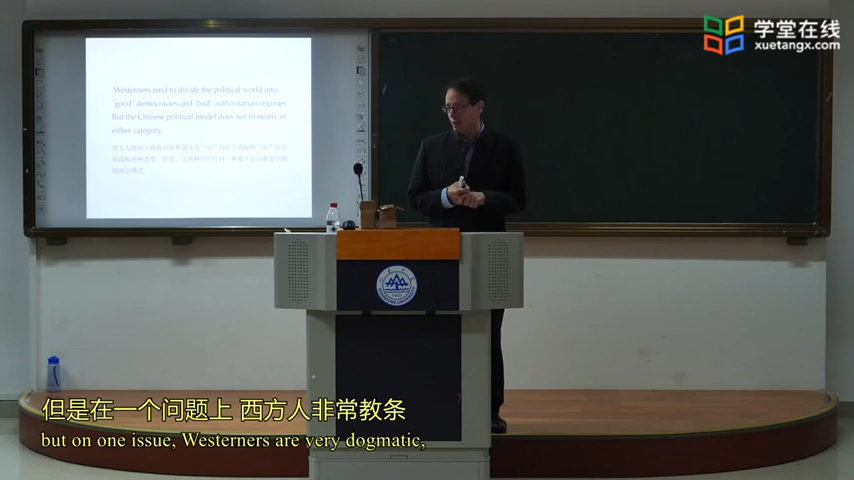 学堂在线
xuetangx.com
Westerners tend to divide the political world into
"good" democracies and "bad" authoritarian regimes
But the Chinese political model does not fit neatly in
either category.
但是在一个问题上 西方人非常教条
but on one issue, Westerners are very dogmatic,